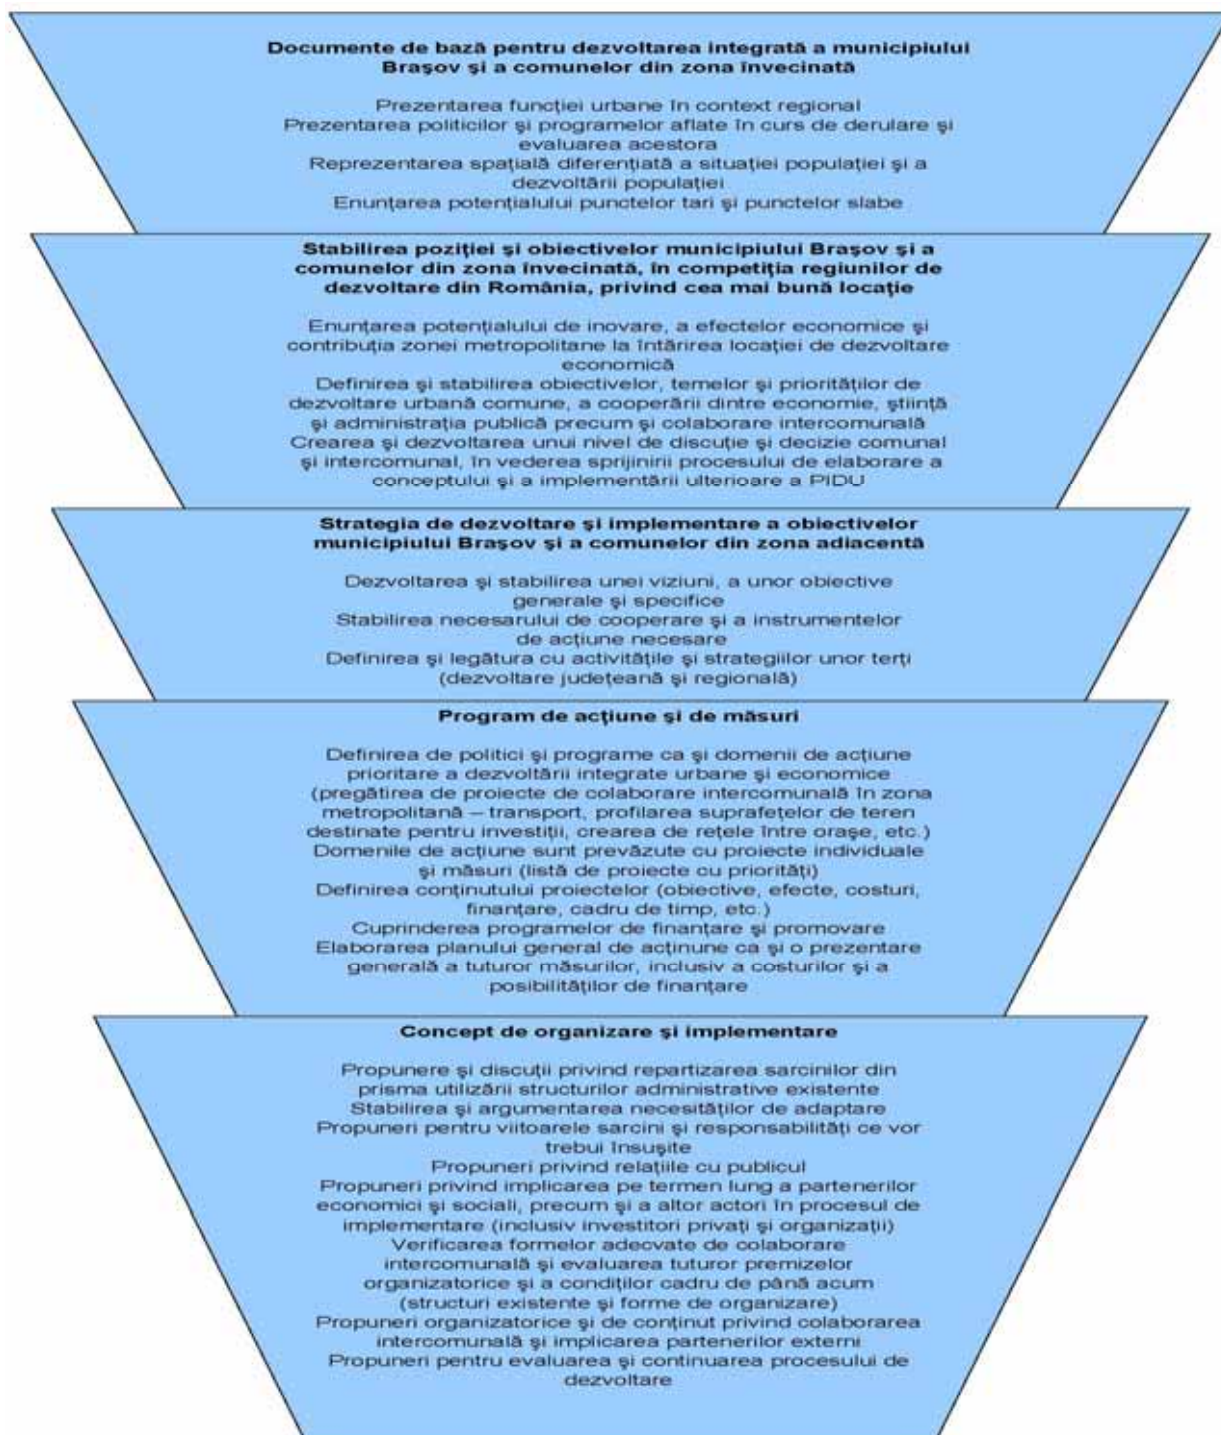 Documente de bază pentru dezvoltarea integrată a municipiului
Braşov şi a comunelor din zona învecinată
Prezentarea funcţiei urbane în context regional
Prezentarea politicilor şi programelor aflate în curs de derulare şi
evaluarea acestora
Reprezentarea spaţială diferenţiată a situaţiei populaţiei şi a
dezvoltării populaţiei
Enunţarea potenţialului punctelor tari şi punctelor slabe
Stabilirea poziţiei şi obiectivelor municipiului Braşov şi a
comunelor din zona învecinată, în competiţia regiunilor de
dezvoltare din România, privind cea mai bună locaţie
Enunţarea potenţialului de inovare, a efectelor economice şi
contribuţia zonei metropolitane la întărirea locaţiei de dezvoltare
economică
Definirea şi stabilirea obiectivelor, temelor şi priorităţilor de
dezvoltare urbană comune, a cooperării dintre economie, ştiinţă
şi administraţia publică precum şi colaborare intercomunală
Crearea şi dezvoltarea unui nivel de discuţie şi decizie comunal
şi intercomunal, în vederea sprijinirii procesului de elaborare a
conceptului şi a implementării ulterioare a PIDU
Strategia de dezvoltare şi implementare a obiectivelor
municipiului Braşov şi a comunelor din zona adiacentă
Dezvoltarea şi stabilirea unei viziuni, a unor obiective
generale şi specifice
Stabilirea necesarului de cooperare şi a instrumentelor
de acţiune necesare
Definirea şi legătura cu activităţile şi strategiilor unor terţi
(dezvoltare judeţeană şi regională)
Program de acţiune şi de măsuri
Definirea de politici şi programe ca şi domenii de acţiune
prioritare a dezvoltării integrate urbane şi economice
(pregătirea de proiecte de colaborare intercomunală în zona
metropolitană – transport, profilarea suprafeţelor de teren
destinate pentru investiţii, crearea de reţele între oraşe, etc.)
Domenile de acţiune sunt prevăzute cu proiecte individuale
şi măsuri (listă de proiecte cu priorităţi)
Definirea conţinutului proiectelor (obiective, efecte, costuri,
finanţare, cadru de timp, etc.)
Cuprinderea programelor de finanţare şi promovare
Elaborarea planului general de acţinune ca şi o prezentare
generală a tuturor măsurilor, inclusiv a costurilor şi a
posibilităţilor de finanţare
Concept de organizare şi implementare
Propunere şi discuţii privind repartizarea sarcinilor din
prisma utilizării structurilor administrative existente
Stabilirea şi argumentarea necesităţilor de adaptare
Propuneri pentru viitoarele sarcini şi responsabilităţi ce vor
trebui însuşite
Propuneri privind relaţiile cu publicul
Propuneri privind implicarea pe termen lung a partenerilor
economici şi sociali, precum şi a altor actori în procesul de
implementare (inclusiv investitori privaţi şi organizaţii)
Verificarea formelor adecvate de colaborare
intercomunală şi evaluarea tuturor premizelor
organizatorice şi a condiţilor cadru de până acum
(structuri existente şi forme de organizare)
Propuneri organizatorice şi de conţinut privind colaborarea
intercomunală şi implicarea partenerilor externi
Propuneri pentru evaluarea şi continuarea procesului de
dezvoltare